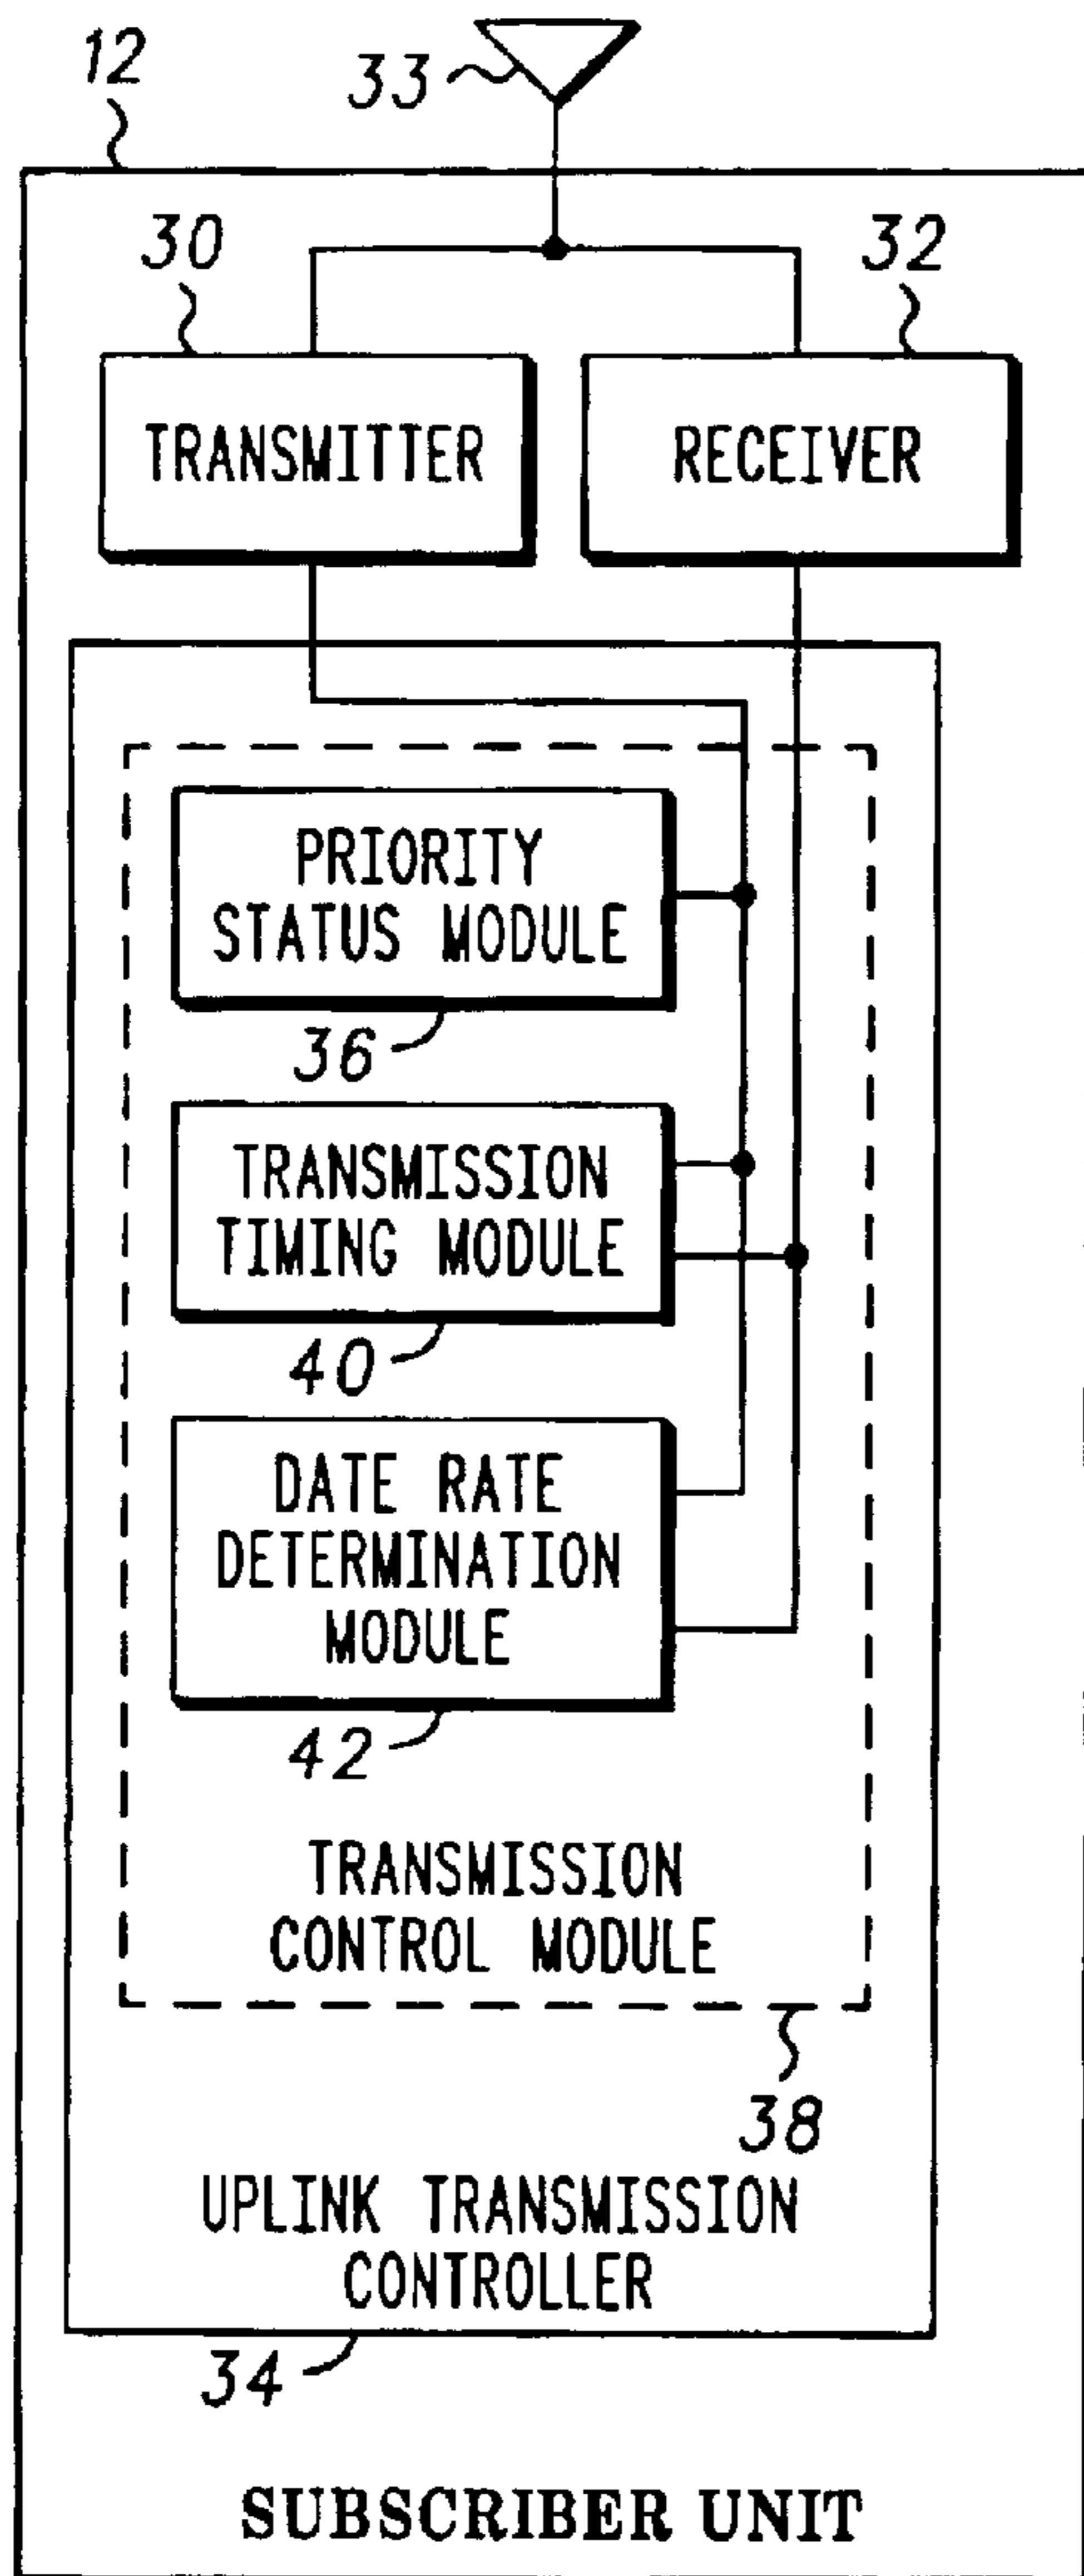 12
33
30
32
TRANSMITTER
RECEIVER
PRIORITY
STATUS MODULE
36
TRANSMISSION
TIMING MODULE
40
DATE RATE
DETERMINATION
MODULE
42
TRANSMISSION
CONTROL MODULE
38
UPLINK TRANSMISSION
CONTROLLER
34
SUBSCRIBER UNIT